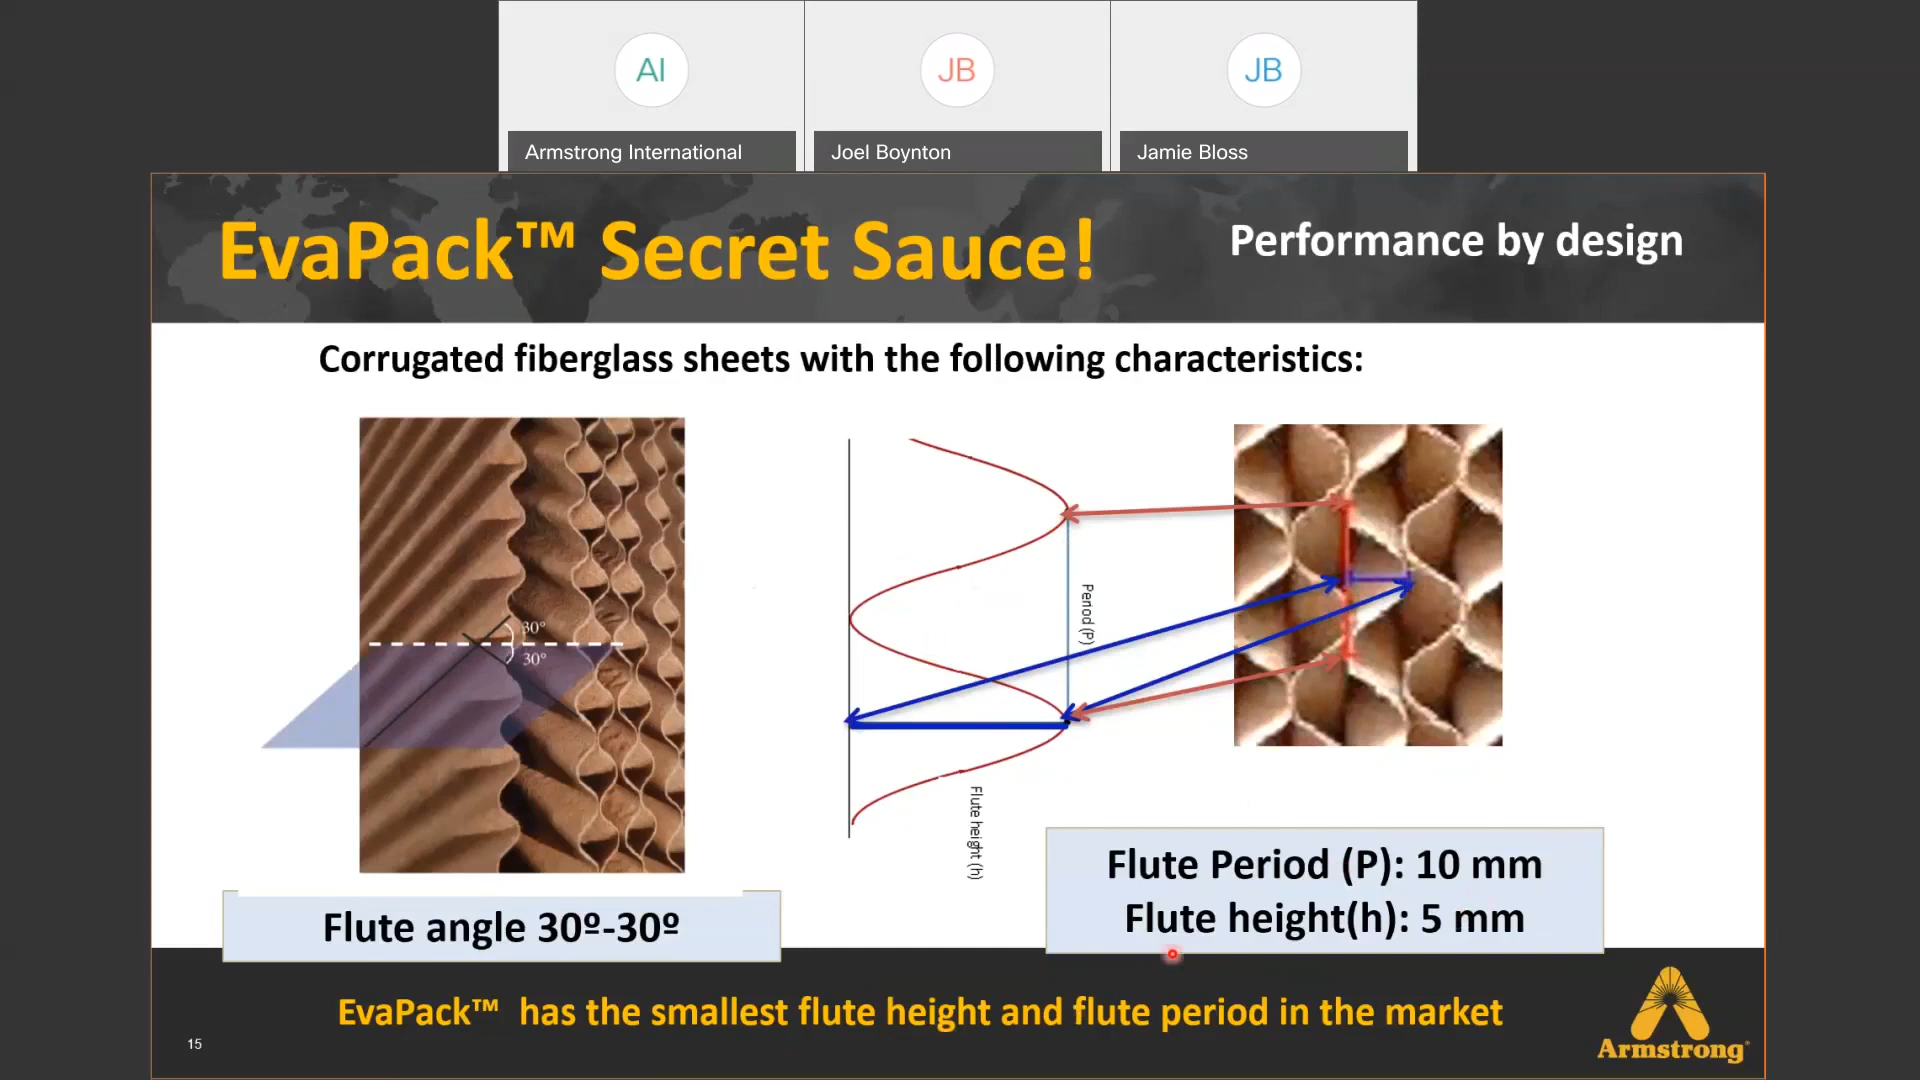 AI
JB
JB
Armstrong International
Joel Boynton
Jamie Bloss
EvaPack™ Secret Sauce!
Performance by design
Corrugated fiberglass sheets with the following characteristics:
30°
30°
Period (P)
Flute height (h)
Flute angle 30º-30º
Flute Period (P): 10 mm
Flute height(h): 5 mm
EvaPack™ has the smallest flute height and flute period in the market
15
Armstrong®